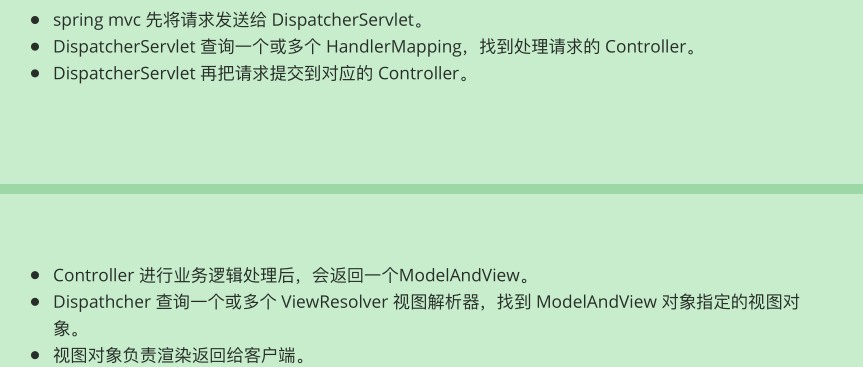 ● spring mvc 先将请求发送给 DispatcherServlet。
● DispatcherServlet 查询一个或多个 HandlerMapping，找到处理请求的 Controller。
● DispatcherServlet 再把请求提交到对应的 Controller。
● Controller 进行业务逻辑处理后，会返回一个ModelAndView。
● Dispathcher 查询一个或多个 ViewResolver 视图解析器，找到 ModelAndView 对象指定的视图对
象。
● 视图对象负责渲染返回给客户端。